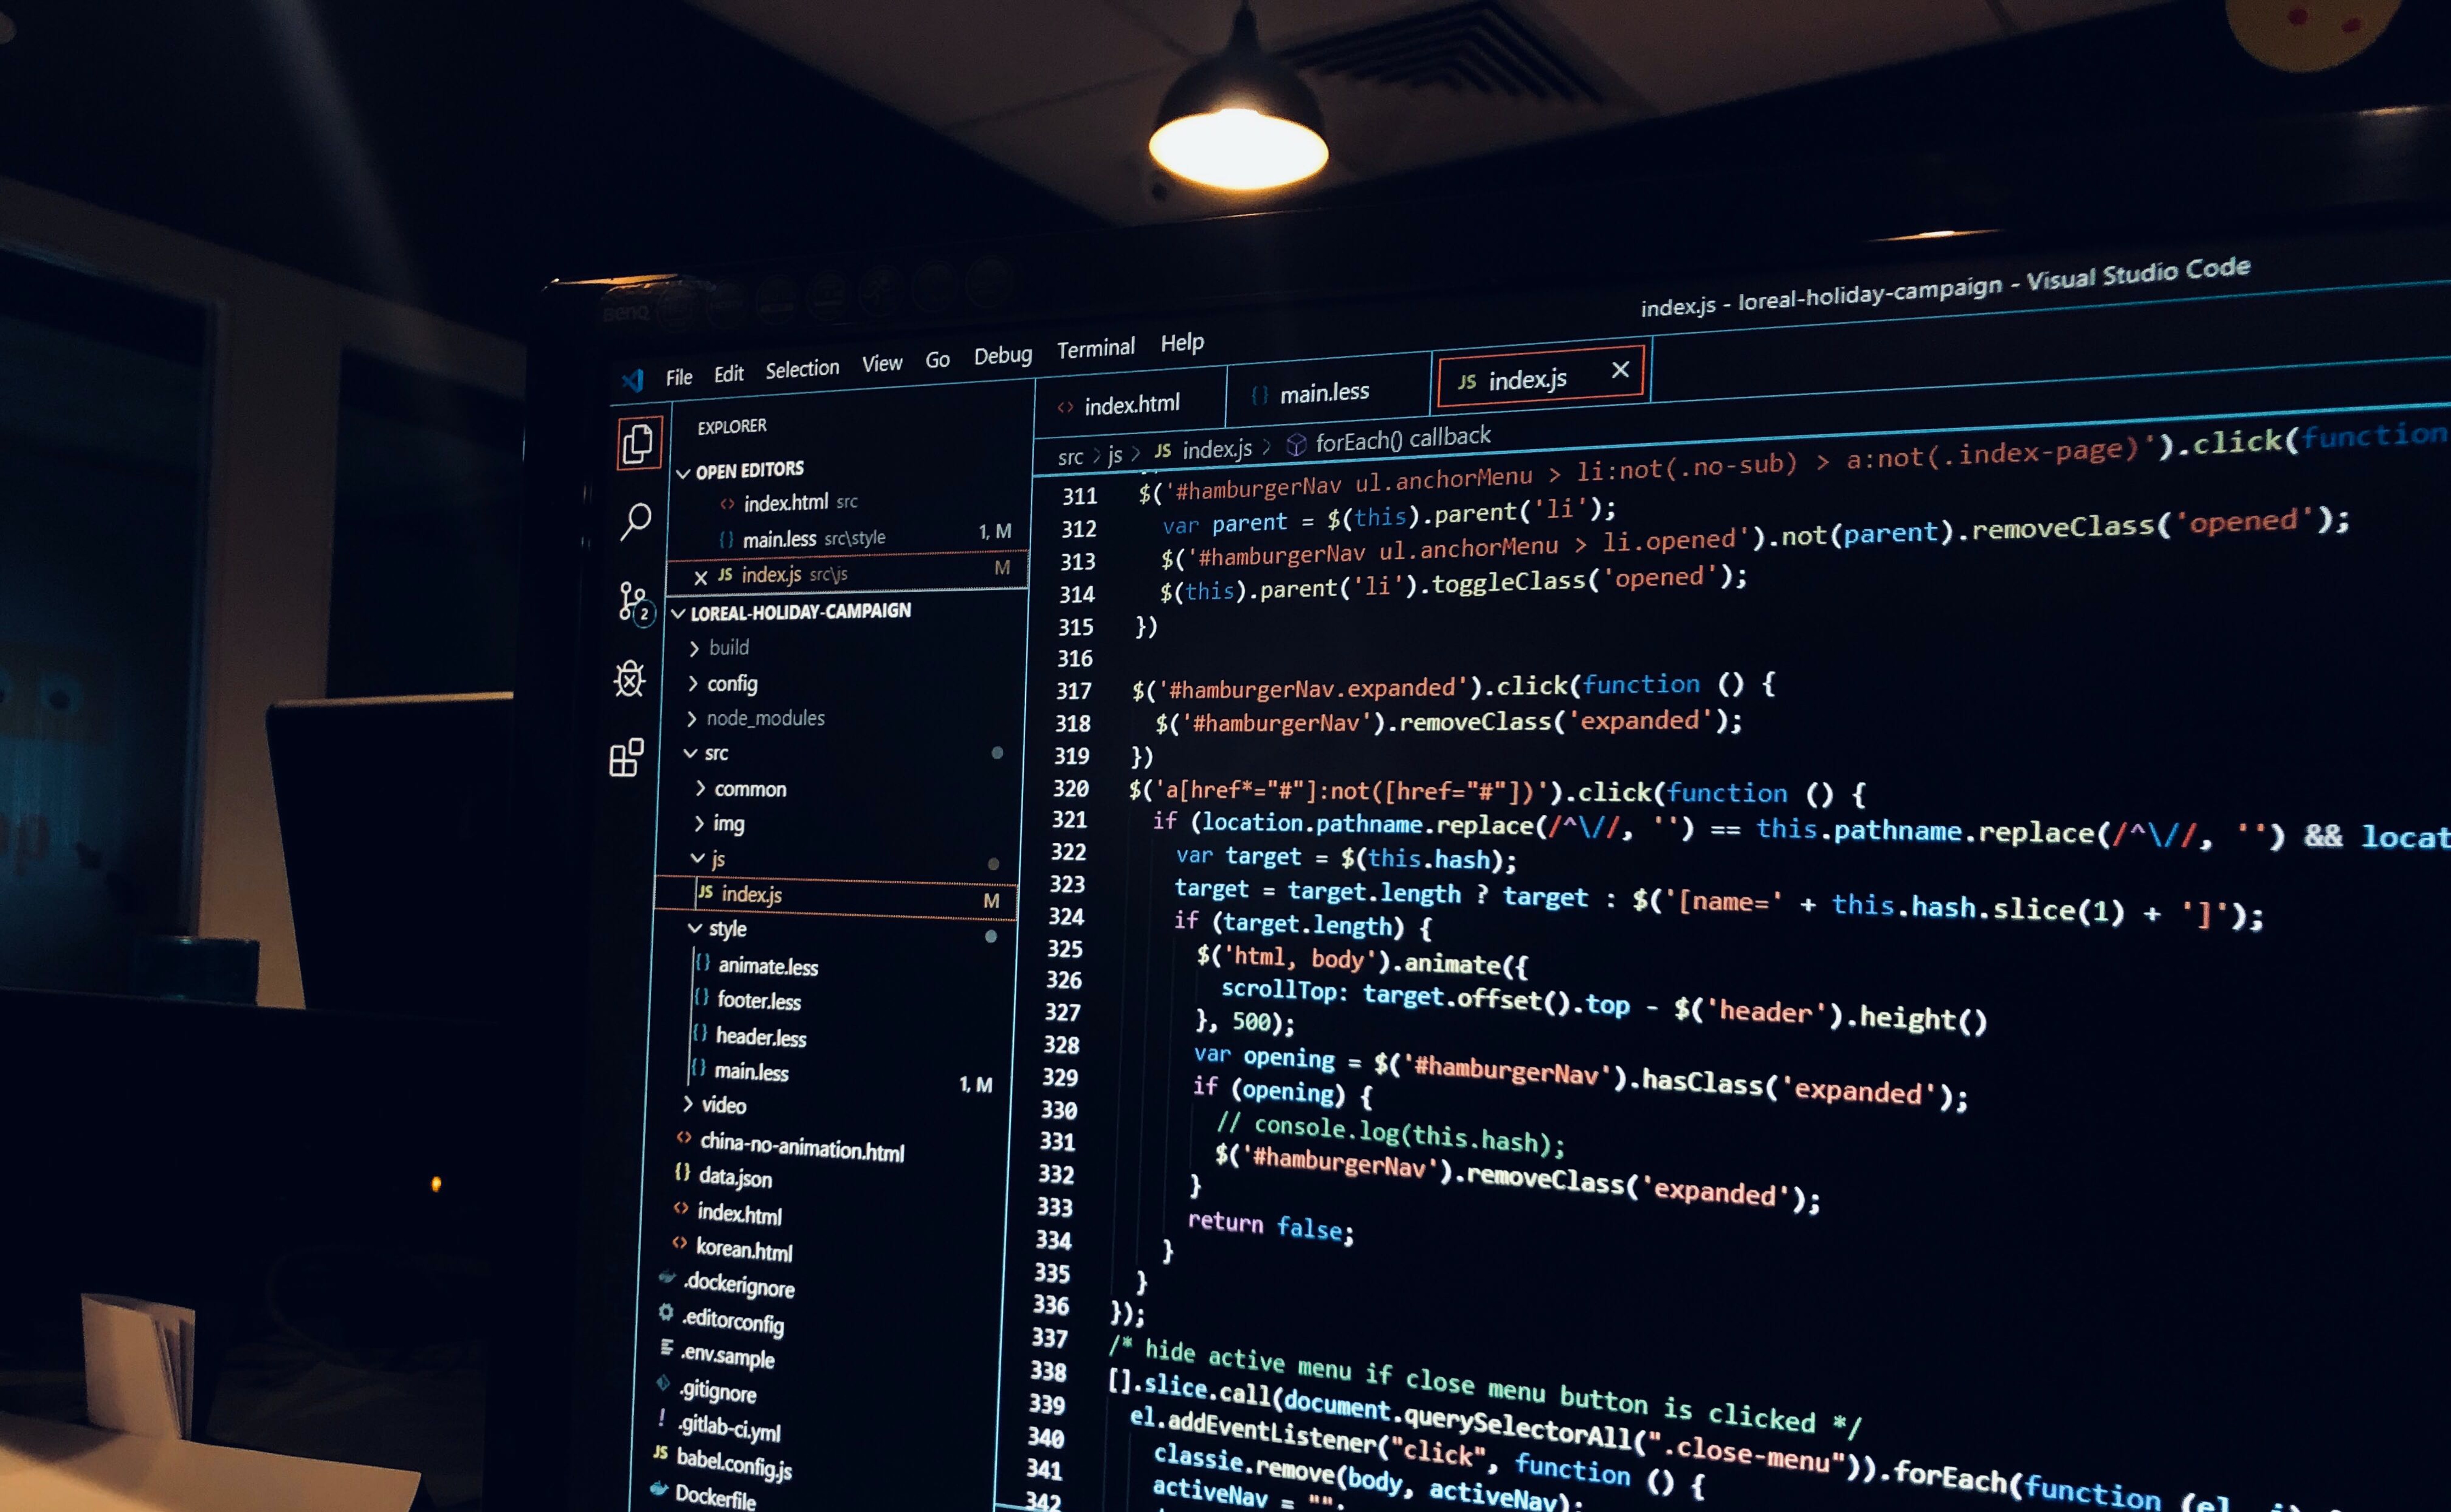 BenQ
index.js - loreal-holiday-campaign - Visual Studio Code
File Edit Selection View Go Debug Terminal Help
EXPLORER
OPEN EDITORS
index.html src
main.less src\style 1, M
index.js src\js M
LOREAL-HOLIDAY-CAMPAIGN
build
config
node_modules
src
common
img
js
JS index.js M
style
{} animate.less
{} footer.less
{} header.less
{} main.less 1, M
video
<> china-no-animation.html
{} data.json
<> index.html
<> korean.html
.dockerignore
.editorconfig
.env.sample
.gitignore
! .gitlab-ci.yml
JS babel.config.js
Dockerfile
2
<> index.html {} main.less JS index.js
src > js > JS index.js > forEach() callback
311 $('#hamburgerNav ul.anchorMenu > li:not(.no-sub) > a:not(.index-page)').click(function
312 var parent = $(this).parent('li');
313 $('#hamburgerNav ul.anchorMenu > li.opened').not(parent).removeClass('opened');
314 $(this).parent('li').toggleClass('opened');
315 })
316
317 $('#hamburgerNav.expanded').click(function () {
318 $('#hamburgerNav').removeClass('expanded');
319 })
320 $('a[href*="#"]:not([href="#"])').click(function () {
321 if (location.pathname.replace(/^\//, '') == this.pathname.replace(/^\//, '') && locat
322 var target = $(this.hash);
323 target = target.length ? target : $('[name=' + this.hash.slice(1) + ']');
324 if (target.length) {
325 $('html, body').animate({
326 scrollTop: target.offset().top - $('header').height()
327 }, 500);
328 var opening = $('#hamburgerNav').hasClass('expanded');
329 if (opening) {
330 // console.log(this.hash);
331 $('#hamburgerNav').removeClass('expanded');
332 }
333 return false;
334 }
335 }
336 });
337 /* hide active menu if close menu button is clicked */
338 [].slice.call(document.querySelectorAll(".close-menu")).forEach(function (el,
339 el.addEventListener("click", function () {
340 classie.remove(body, activeNav);
341 activeNav = "";
342